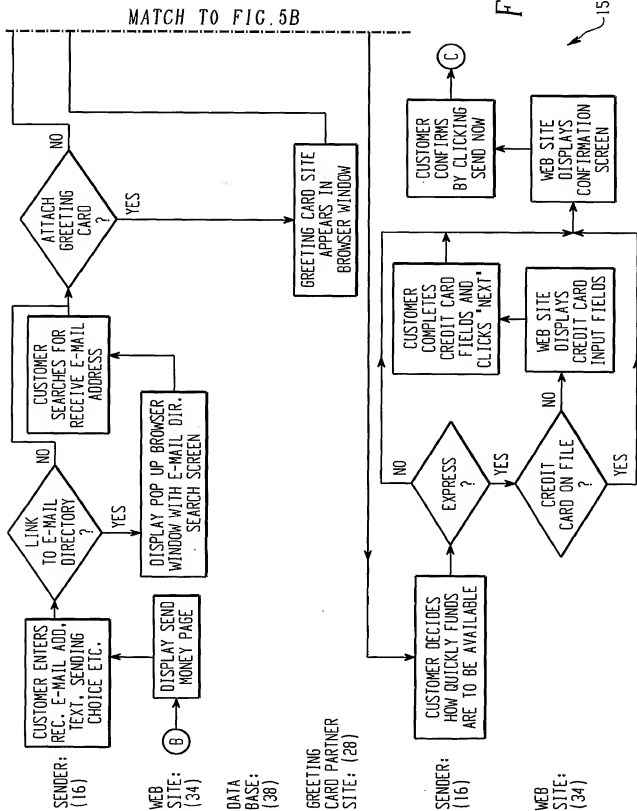 MATCH TO FIG.5B
SENDER:
(16)
CUSTOMER ENTERS
REC. E-MAIL ADD,
TEXT, SENDING
CHOICE ETC.
LINK
TO E-MAIL
DIRECTORY
?
NO
YES
CUSTOMER
SEARCHES FOR
RECEIVE E-MAIL
ADDRESS
ATTACH
GREETING
CARD
?
NO
YES
WEB
SITE:
(34)
B
DISPLAY SEND
MONEY PAGE
DISPLAY POP UP BROWSER
WINDOW WITH E-MAIL DIR.
SEARCH SCREEN
DATA
BASE:
(38)
GREETING
CARD PARTNER
SITE: (28)
GREETING CARD SITE
APPEARS IN
BROWSER WINDOW
SENDER:
(16)
CUSTOMER DECIDES
HOW QUICKLY FUNDS
ARE TO BE AVAILABLE
EXPRESS
?
NO
YES
CUSTOMER
COMPLETES
CREDIT CARD
FIELDS AND
CLICKS "NEXT"
CUSTOMER
CONFIRMS
BY CLICKING
SEND NOW
C
WEB
SITE:
(34)
CREDIT
CARD ON FILE
?
NO
YES
WEB SITE
DISPLAYS
CREDIT CARD
INPUT FIELDS
WEB SITE
DISPLAYS
CONFIRMATION
SCREEN
F
15